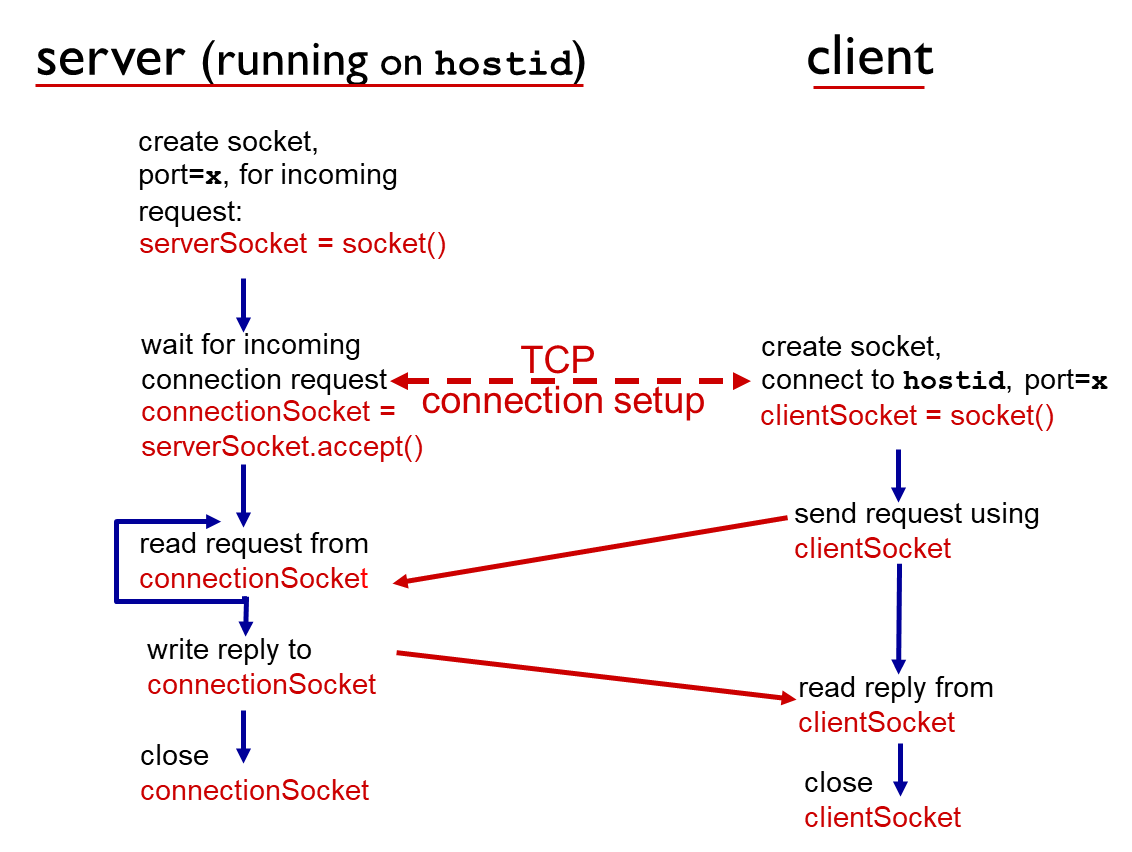 server (running on hostid)
client
create socket,
port=x, for incoming
request:
serverSocket = socket()
wait for incoming
connection request
connectionSocket =
serverSocket.accept()
TCP
connection setup
create socket,
connect to hostid, port=x
clientSocket = socket()
send request using
clientSocket
read request from
connectionSocket
write reply to
connectionSocket
read reply from
clientSocket
close
connectionSocket
close
clientSocket